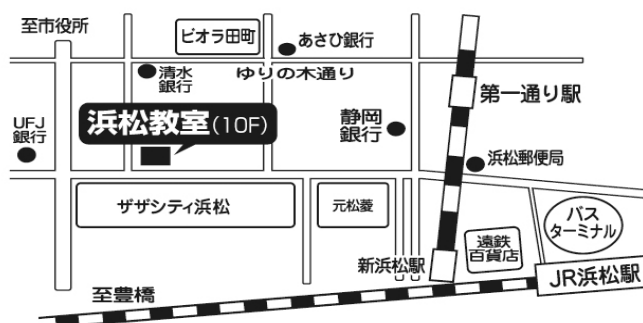 至市役所
ビオラ田町
あさひ銀行
清水
銀行
ゆりの木通り
第一通り駅
UFJ
銀行
浜松教室(10F)
静岡
銀行
浜松郵便局
ザザシティ浜松
元松菱
バス
ターミナル
遠鉄
百貨店
新浜松駅
JR浜松駅
至豊橋